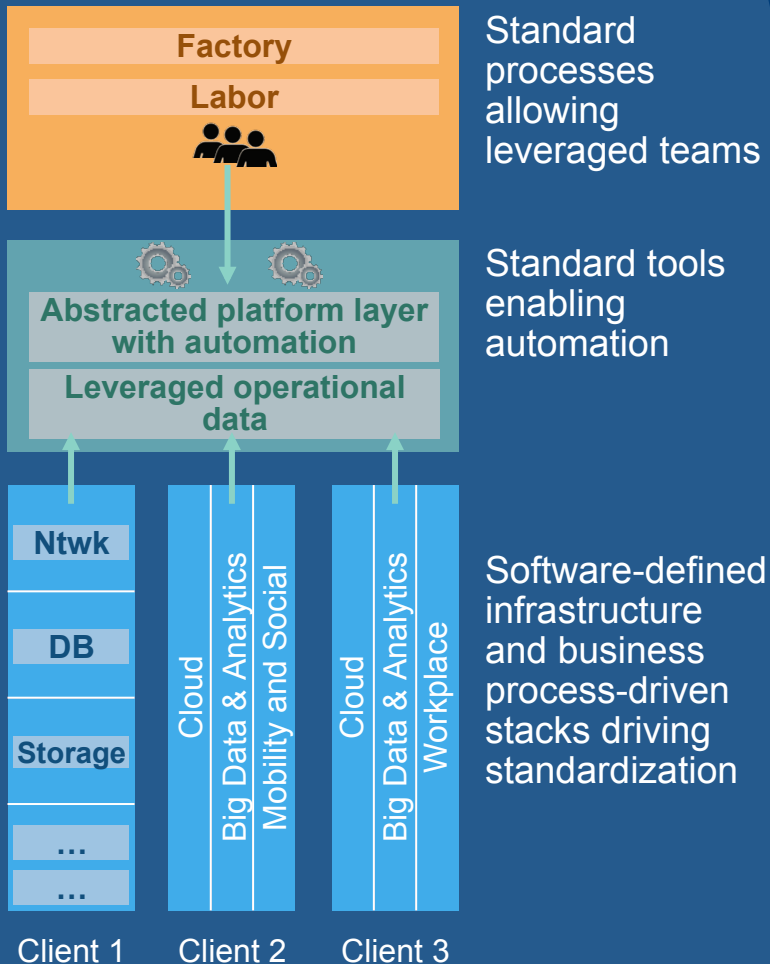 Factory
Labor
Standard
processes
allowing
leveraged teams
Abstracted platform layer
with automation
Leveraged operational
data
Standard tools
enabling
automation
Ntwk
DB
Storage
…
…
Cloud
Big Data & Analytics
Mobility and Social
Cloud
Big Data & Analytics
Workplace
Software-defined
infrastructure
and business
process-driven
stacks driving
standardization
Client 1
Client 2
Client 3